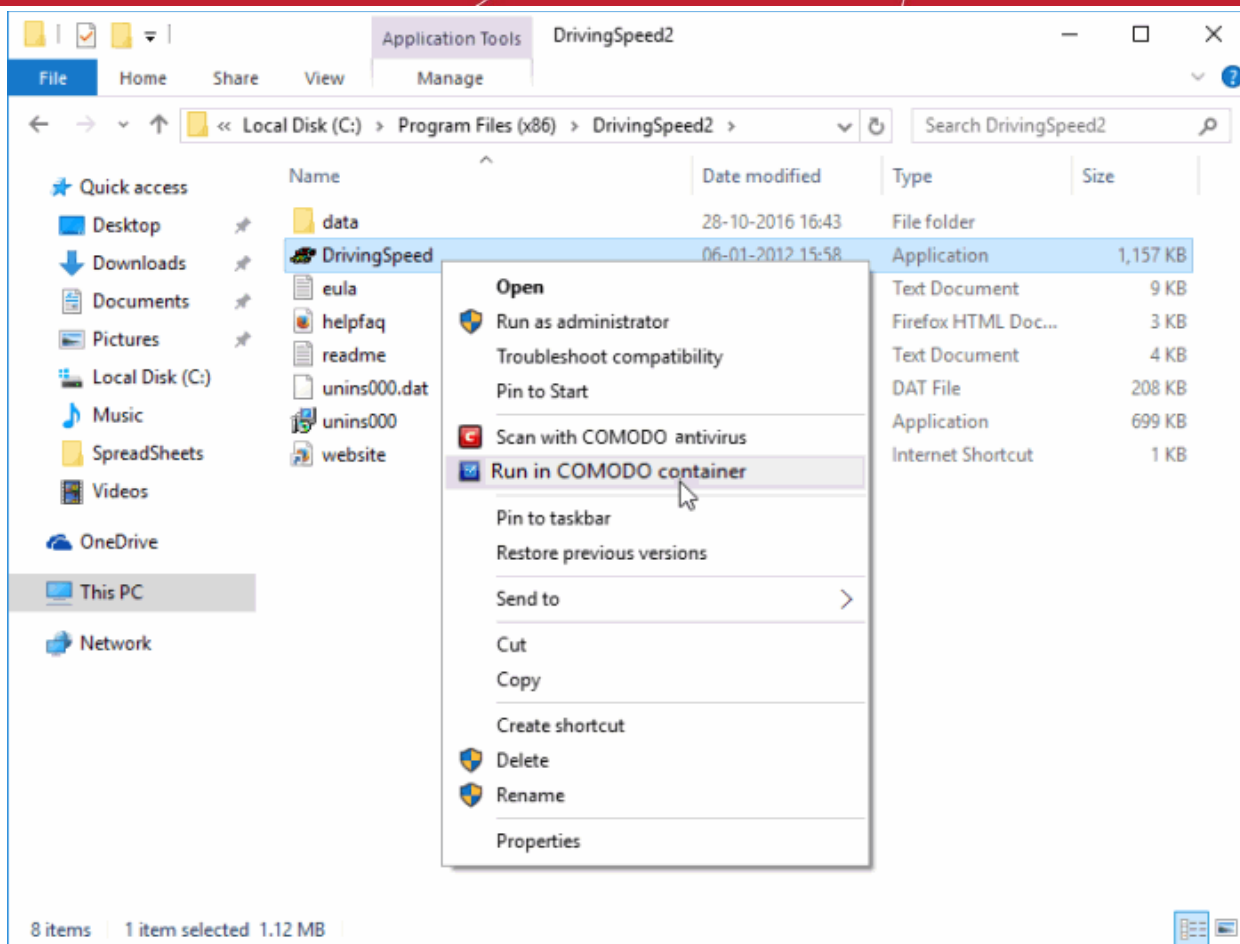 Application Tools DrivingSpeed2
File Home Share View Manage
« Local Disk (C:) > Program Files (x86) > DrivingSpeed2 > Search DrivingSpeed2
Name Date modified Type Size
Quick access
Desktop
Downloads
Documents
Pictures
Local Disk (C:)
Music
SpreadSheets
Videos
OneDrive
This PC
Network
data 28-10-2016 16:43 File folder
DrivingSpeed 06-01-2012 15:58 Application 1,157 KB
eula Text Document 9 KB
helpfaq Firefox HTML Doc... 3 KB
readme Text Document 4 KB
unins000.dat DAT File 208 KB
unins000 Application 699 KB
website Internet Shortcut 1 KB
Open
Run as administrator
Troubleshoot compatibility
Pin to Start
Scan with COMODO antivirus
Run in COMODO container
Pin to taskbar
Restore previous versions
Send to
Cut
Copy
Create shortcut
Delete
Rename
Properties
8 items 1 item selected 1.12 MB